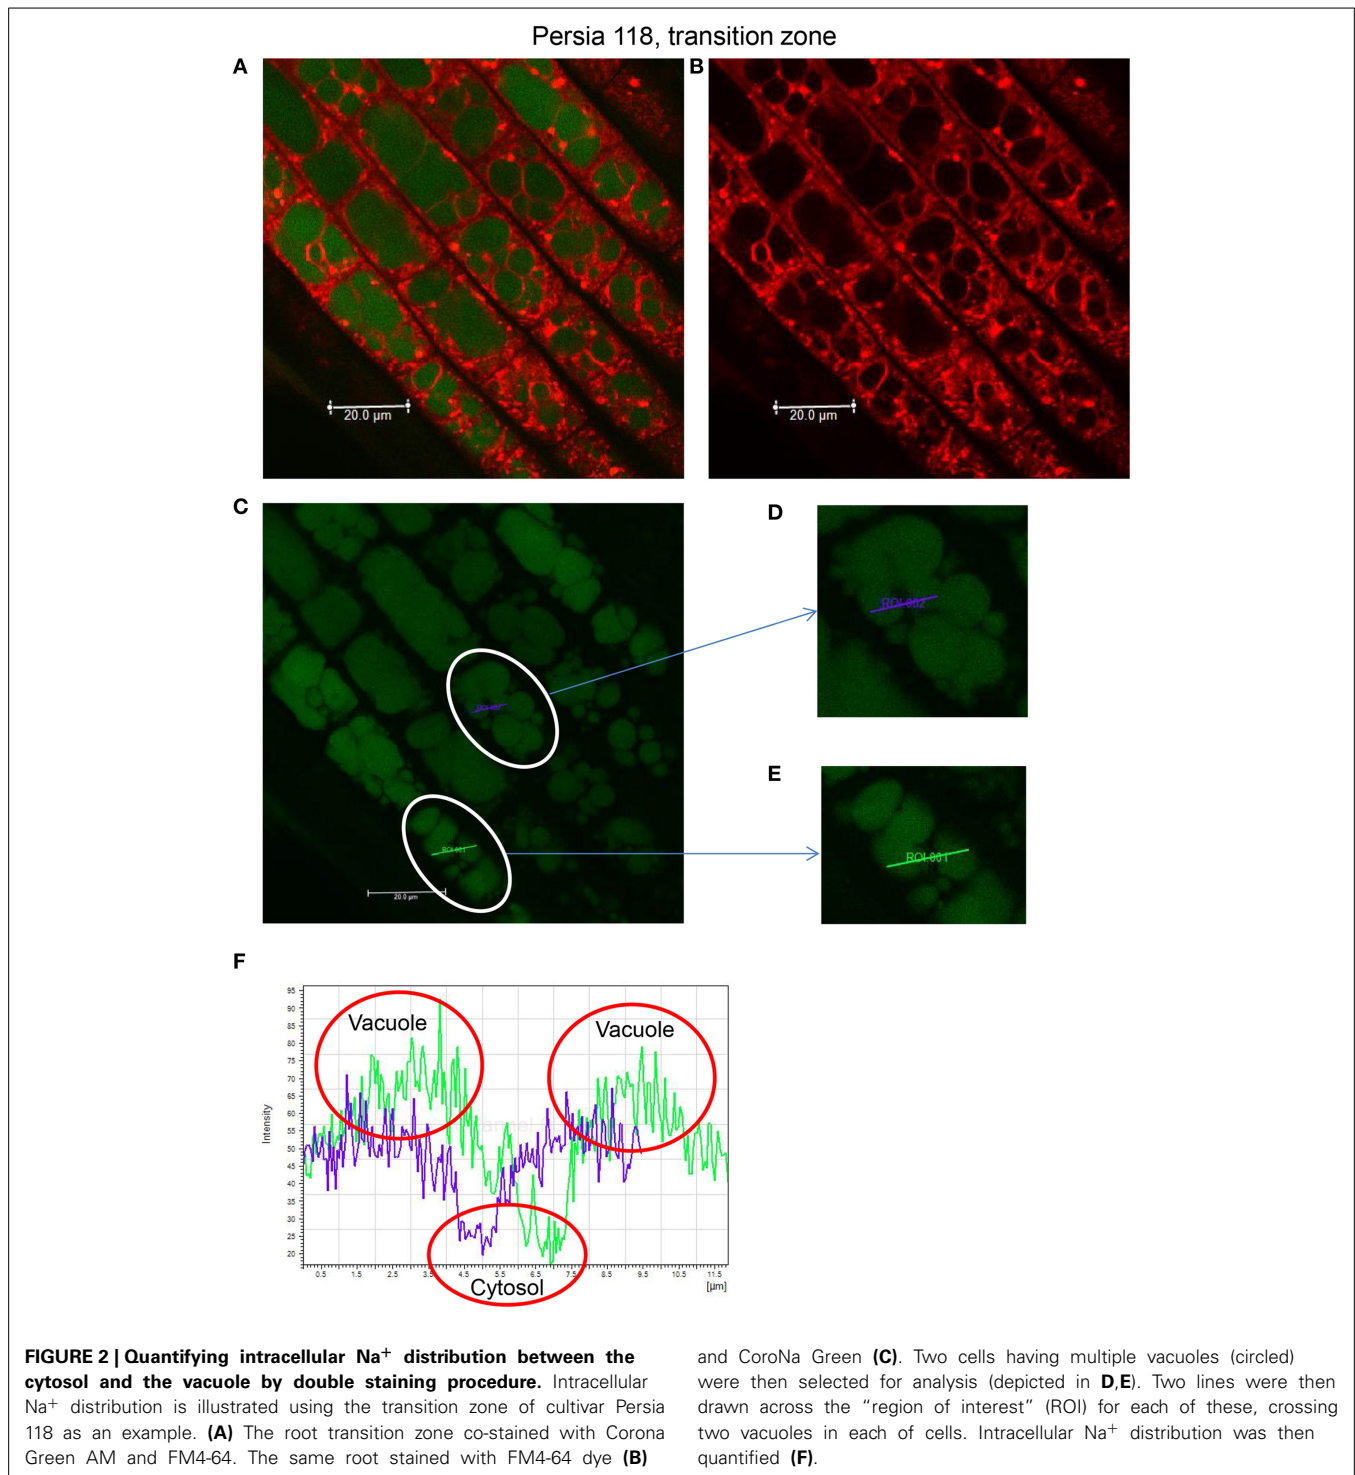 Persia 118, transition zone
A
B
20.0 µm
20.0 µm
C
D
ROI.002
E
ROI.001
ROI.001
20.0 µm
F
95
90
85
80
75
70
65
60
55
50
45
40
35
30
25
20
Intensity
Vacuole
Vacuole
Cytosol
0.5 1.5 2.5 3.5 4.5 5.5 6.5 7.5 8.5 9.5 10.5 11.5
[µm]
FIGURE 2 | Quantifying intracellular Na+ distribution between the
cytosol and the vacuole by double staining procedure. Intracellular
Na+ distribution is illustrated using the transition zone of cultivar Persia
118 as an example. (A) The root transition zone co-stained with Corona
Green AM and FM4-64. The same root stained with FM4-64 dye (B)
and CoroNa Green (C). Two cells having multiple vacuoles (circled)
were then selected for analysis (depicted in D,E). Two lines were then
drawn across the “region of interest” (ROI) for each of these, crossing
two vacuoles in each of cells. Intracellular Na+ distribution was then
quantified (F).